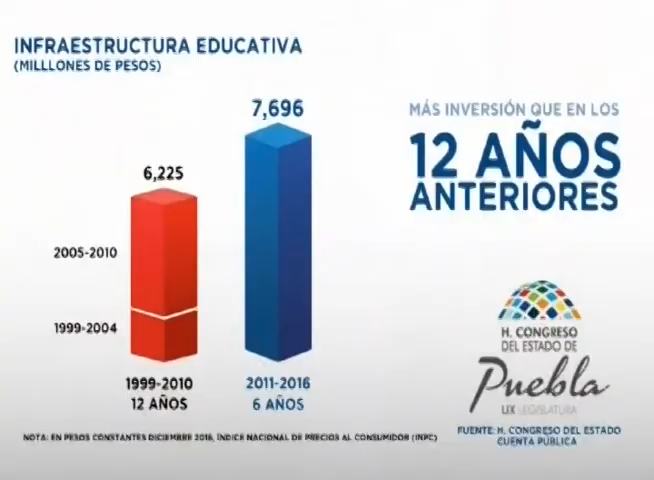 INFRAESTRUCTURA EDUCATIVA
(MILLLONES DE PESOS)
MÁS INVERSIÓN QUE EN LOS
12 AÑOS
ANTERIORES
7,696
6,225
2005-2010
1999-2004
1999-2010
12 AÑOS
2011-2016
6 AÑOS
H. CONGRESO
DEL ESTADO DE
Puebla
LIX LEGISLATURA
FUENTE: H. CONGRESO DEL ESTADO
CUENTA PÚBLICA
NOTA: EN PESOS CONSTANTES DICIEMBRE 2016, ÍNDICE NACIONAL DE PRECIOS AL CONSUMIDOR (INPC)